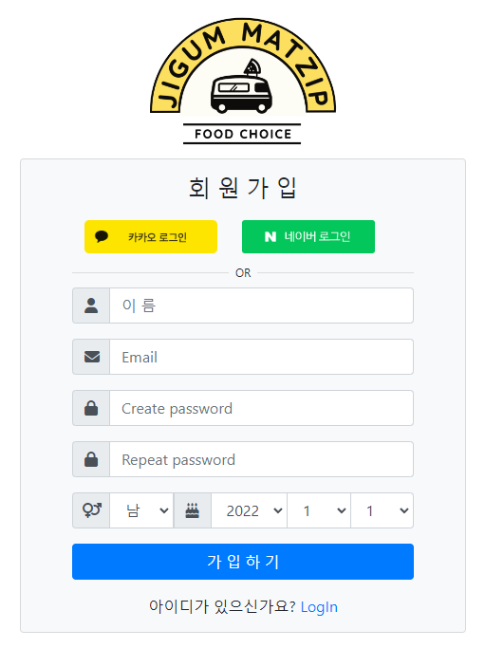 JIGUM MATZIP
FOOD CHOICE
회 원 가 입
카카오 로그인
N 네이버 로그인
OR
이 름
Email
Create password
Repeat password
남 2022 1 1
가 입 하 기
아이디가 있으신가요? LogIn